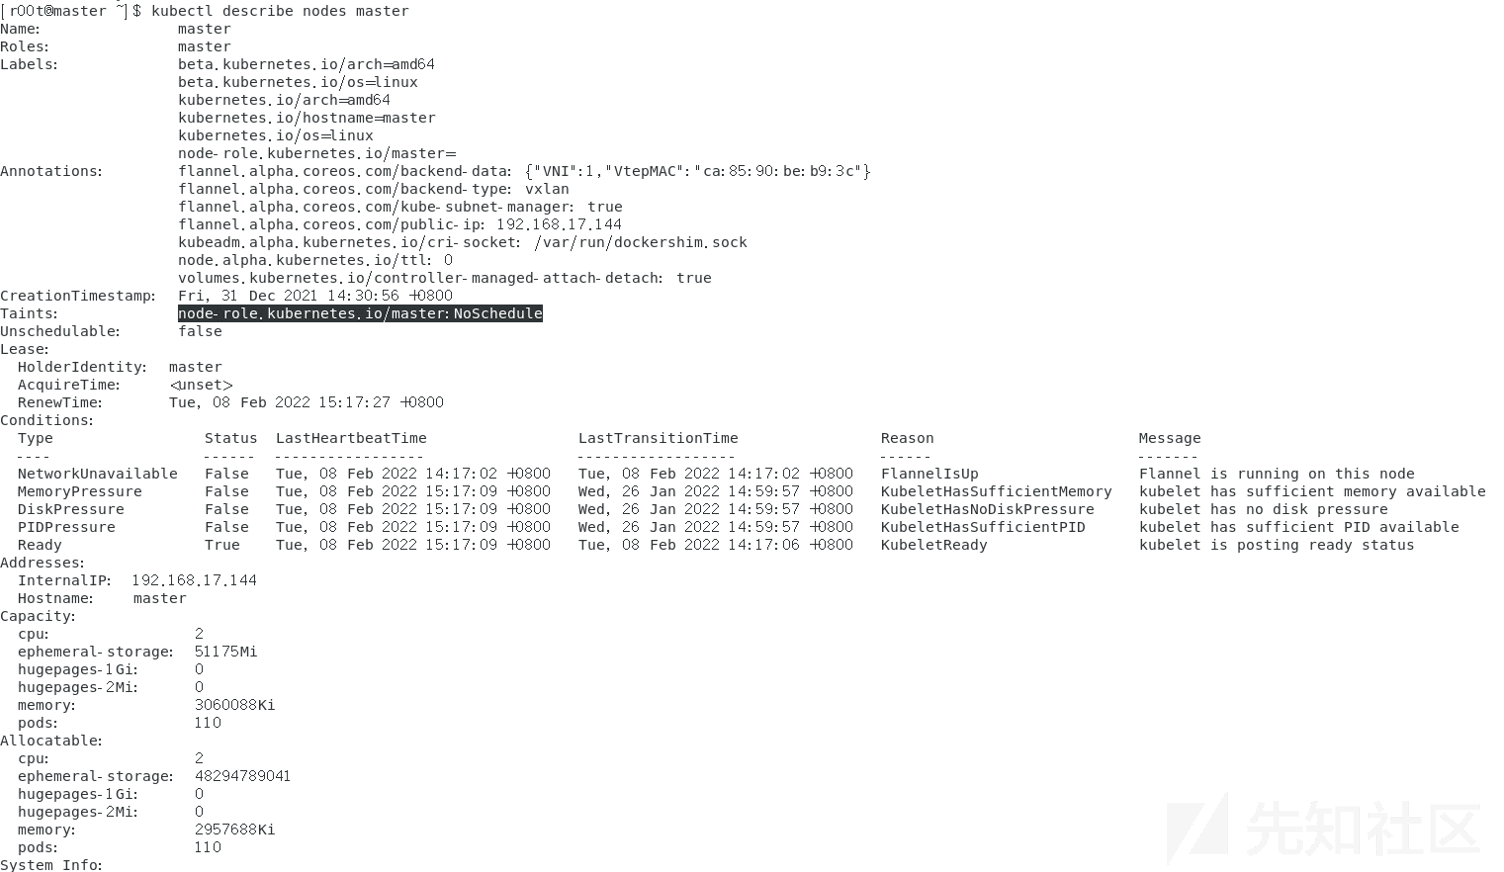 [r00t@master ~]$ kubectl describe nodes master
Name:               master
Roles:              master
Labels:             beta.kubernetes.io/arch=amd64
                    beta.kubernetes.io/os=linux
                    kubernetes.io/arch=amd64
                    kubernetes.io/hostname=master
                    kubernetes.io/os=linux
                    node-role.kubernetes.io/master=
Annotations:        flannel.alpha.coreos.com/backend-data: {"VNI":1,"VtepMAC":"ca:85:90:be:b9:3c"}
                    flannel.alpha.coreos.com/backend-type: vxlan
                    flannel.alpha.coreos.com/kube-subnet-manager: true
                    flannel.alpha.coreos.com/public-ip: 192.168.17.144
                    kubeadm.alpha.kubernetes.io/cri-socket: /var/run/dockershim.sock
                    node.alpha.kubernetes.io/ttl: 0
                    volumes.kubernetes.io/controller-managed-attach-detach: true
CreationTimestamp:  Fri, 31 Dec 2021 14:30:56 +0800
Taints:             node-role.kubernetes.io/master:NoSchedule
Unschedulable:      false
Lease:
  HolderIdentity:  master
  AcquireTime:     <unset>
  RenewTime:       Tue, 08 Feb 2022 15:17:27 +0800
Conditions:
  Type                 Status  LastHeartbeatTime                 LastTransitionTime                Reason                       Message
  ----                 ------  -----------------                 ------------------                ------                       -------
  NetworkUnavailable   False   Tue, 08 Feb 2022 14:17:02 +0800   Tue, 08 Feb 2022 14:17:02 +0800   FlannelIsUp                  Flannel is running on this node
  MemoryPressure       False   Tue, 08 Feb 2022 15:17:09 +0800   Wed, 26 Jan 2022 14:59:57 +0800   KubeletHasSufficientMemory   kubelet has sufficient memory available
  DiskPressure         False   Tue, 08 Feb 2022 15:17:09 +0800   Wed, 26 Jan 2022 14:59:57 +0800   KubeletHasNoDiskPressure     kubelet has no disk pressure
  PIDPressure          False   Tue, 08 Feb 2022 15:17:09 +0800   Wed, 26 Jan 2022 14:59:57 +0800   KubeletHasSufficientPID      kubelet has sufficient PID available
  Ready                True    Tue, 08 Feb 2022 15:17:09 +0800   Tue, 08 Feb 2022 14:17:06 +0800   KubeletReady                 kubelet is posting ready status
Addresses:
  InternalIP:  192.168.17.144
  Hostname:    master
Capacity:
  cpu:                2
  ephemeral-storage:  51175Mi
  hugepages-1Gi:      0
  hugepages-2Mi:      0
  memory:             3060088Ki
  pods:               110
Allocatable:
  cpu:                2
  ephemeral-storage:  48294789041
  hugepages-1Gi:      0
  hugepages-2Mi:      0
  memory:             2957688Ki
  pods:               110
System Info:
先知社区